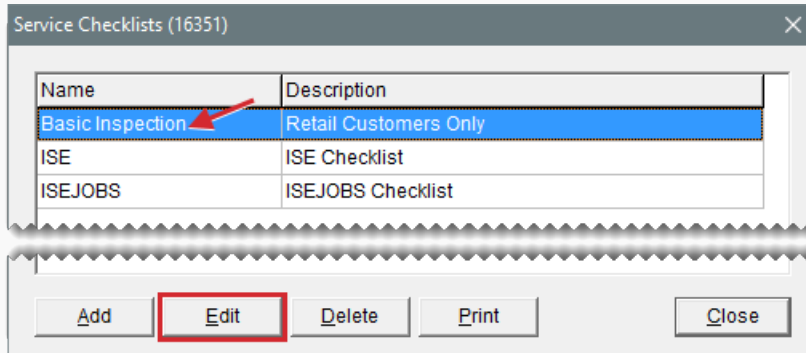 Service Checklists (16351)
Name Description
Basic Inspection Retail Customers Only
ISE ISE Checklist
ISEJOBS ISEJOBS Checklist
Add Edit Delete Print Close